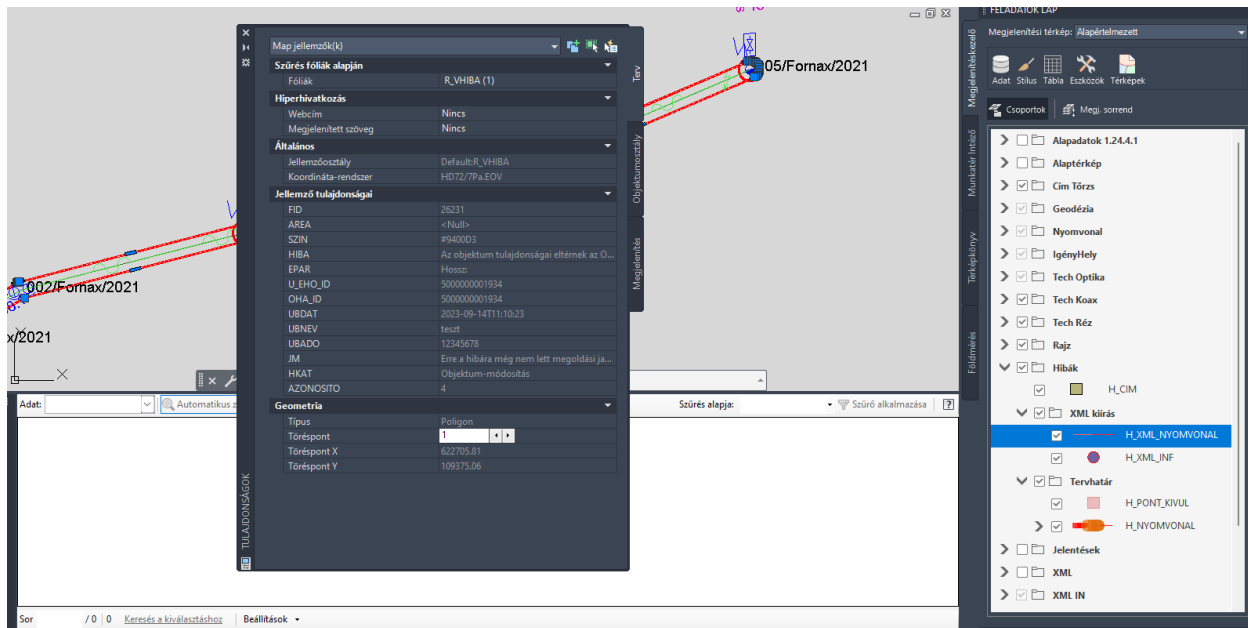 05/Fornax/2021
002/Fornax/2021
x/2021
X
Map jellemzők(k)
Szűrés fóliák alapján
Fóliák R_VHIBA (1)
Hiperhivatkozás
Webcím Nincs
Megjelenített szöveg Nincs
Általános
Jellemzőosztály Default:R_VHIBA
Koordináta-rendszer HD72/7Pa.EOV
Jellemző tulajdonságai
FID 26231
AREA <Null>
SZIN #9400D3
HIBA Az objektum tulajdonságai eltérnek az O...
EPAR Hossz:
U_EHO_ID 5000000001934
OHA_ID 5000000001934
UBDAT 2023-09-14T11:10:23
UBNEV teszt
UBADO 12345678
JM Erre a hibára még nem lett megoldási ja...
HKAT Objektum-módosítás
AZONOSITO 4
Geometria
Típus Poligon
Töréspont 1
Töréspont X 622705.81
Töréspont Y 109375.06
TULAJDONSÁGOK
Terv
Objektumosztály
Megjelenítés
Adat:
Automatikus z
Szűrés alapja:
Szűrő alkalmazása
?
Sor / 0 0 Keresés a kiválasztáshoz Beállítások
FELADATOK LAP
Megjelenítési térkép: Alapértelmezett
Adat Stílus Tábla Eszközök Térképek
Csoportok Megj. sorrend
Megjelenítéskezelő
Munkatér Intéző
Térképkönyv
Földmérés
Alapadatok 1.24.4.1
Alaptérkép
Cím Törzs
Geodézia
Nyomvonal
IgényHely
Tech Optika
Tech Koax
Tech Réz
Rajz
Hibák
H_CIM
XML kiírás
H_XML_NYOMVONAL
H_XML_INF
Tervhatár
H_PONT_KIVUL
H_NYOMVONAL
Jelentések
XML
XML IN